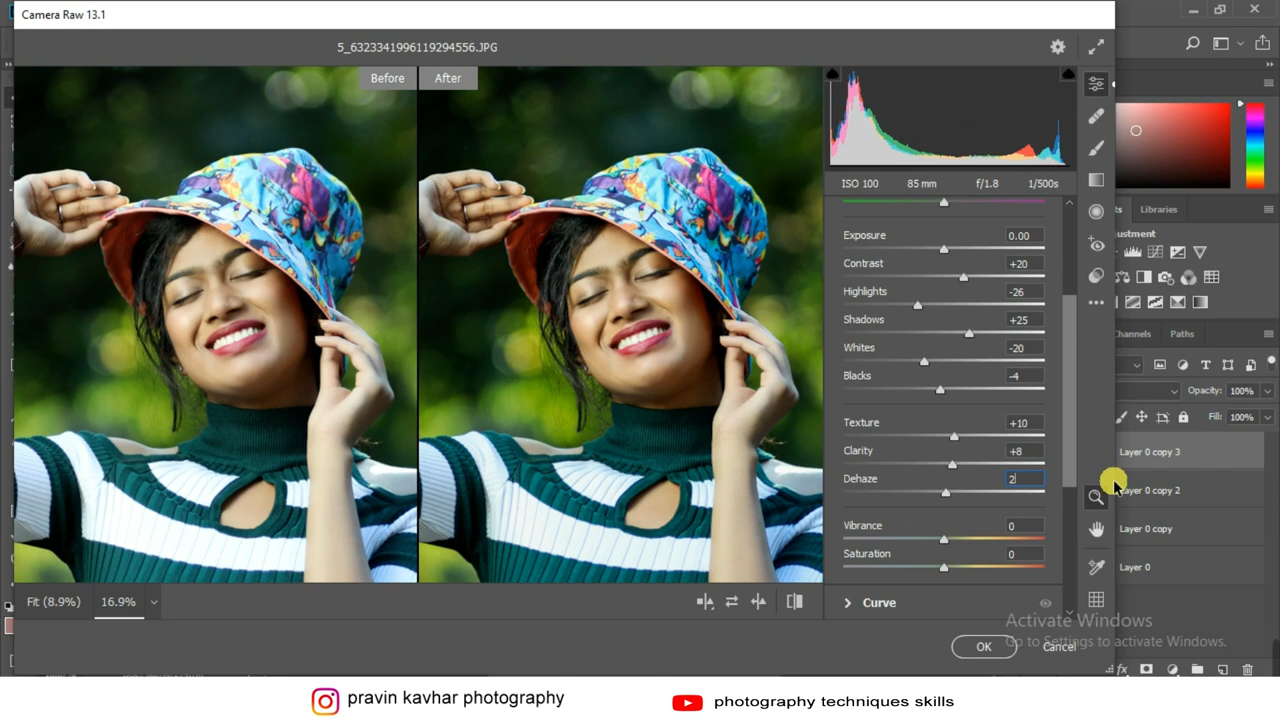 Camera Raw 13.1
5_6323341996119294556.JPG
Before
After
ISO 100 85 mm f/1.8 1/500s
Exposure 0.00
Contrast +20
Highlights -26
Shadows +25
Whites -20
Blacks -4
Texture +10
Clarity +8
Dehaze 2
Vibrance 0
Saturation 0
Curve
Fit (8.9%) 16.9%
OK
Cancel
Libraries
Paths
Opacity: 100%
Fill: 100%
Layer 0 copy 3
Layer 0 copy 2
Layer 0 copy
Layer 0
Activate Windows
Go to Settings to activate Windows.
pravin kavhar photography
photography techniques skills